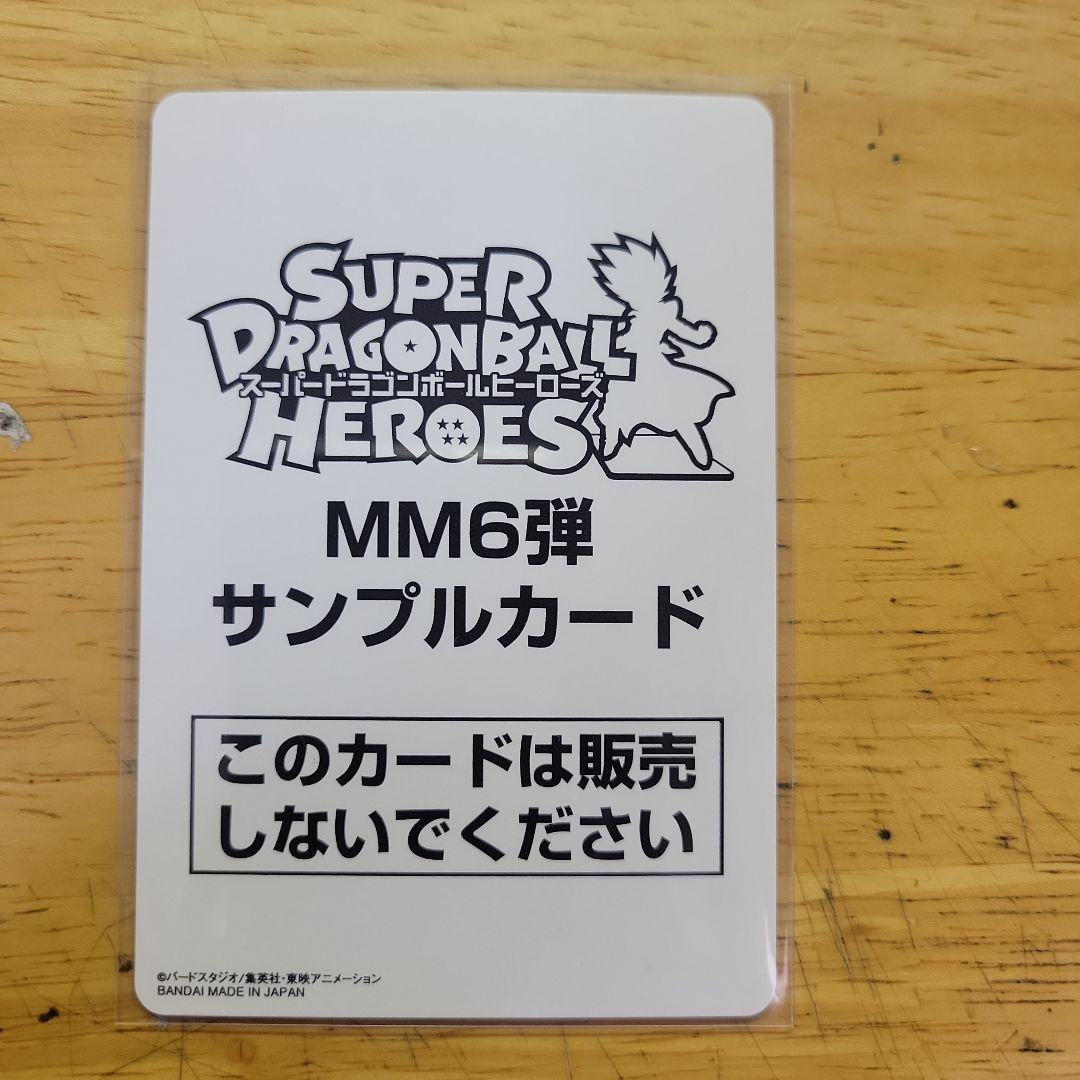 SUPER
DRAGONBALL
スーパードラゴンボールヒーローズ
HEROES
MM6弾
サンプルカード
このカードは販売
しないでください
©バードスタジオ/集英社・東映アニメーション
BANDAI MADE IN JAPAN